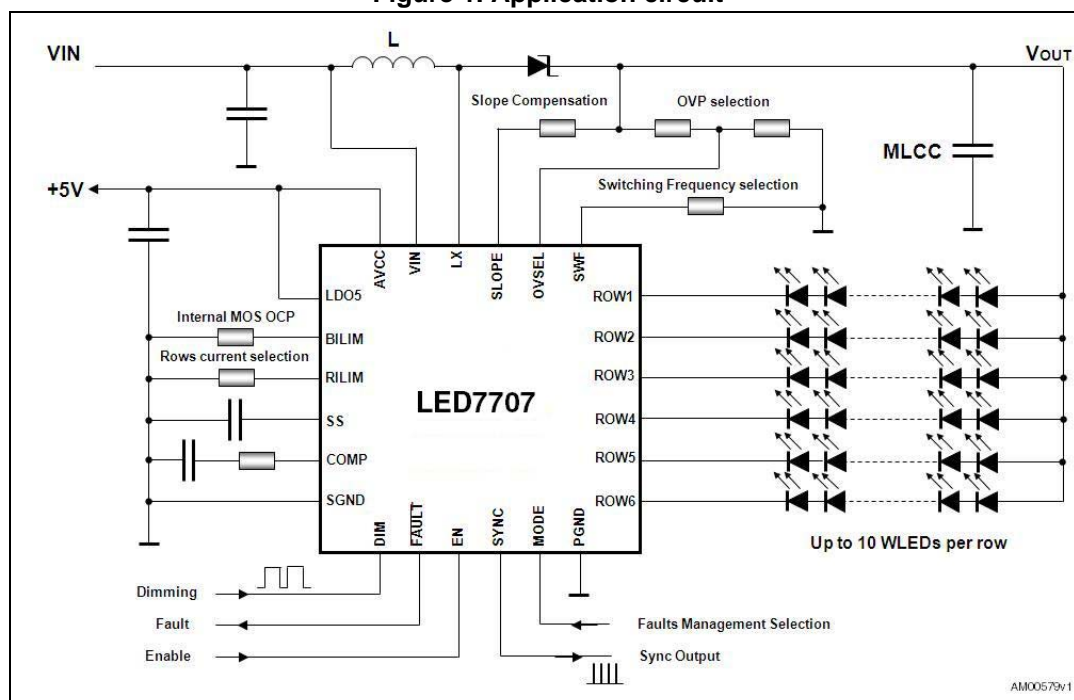 Figure 1. Application circuit
VIN
L
VOUT
Slope Compensation
OVP selection
MLCC
+5V
Switching Frequency selection
AVCC
VIN
LX
SLOPE
OVSEL
SWF
LDO5
ROW1
Internal MOS OCP
BILIM
ROW2
Rows current selection
RILIM
ROW3
LED7707
SS
ROW4
COMP
ROW5
SGND
ROW6
DIM
FAULT
EN
SYNC
MODE
PGND
Up to 10 WLEDs per row
Dimming
Fault
Faults Management Selection
Enable
Sync Output
AM00579v1